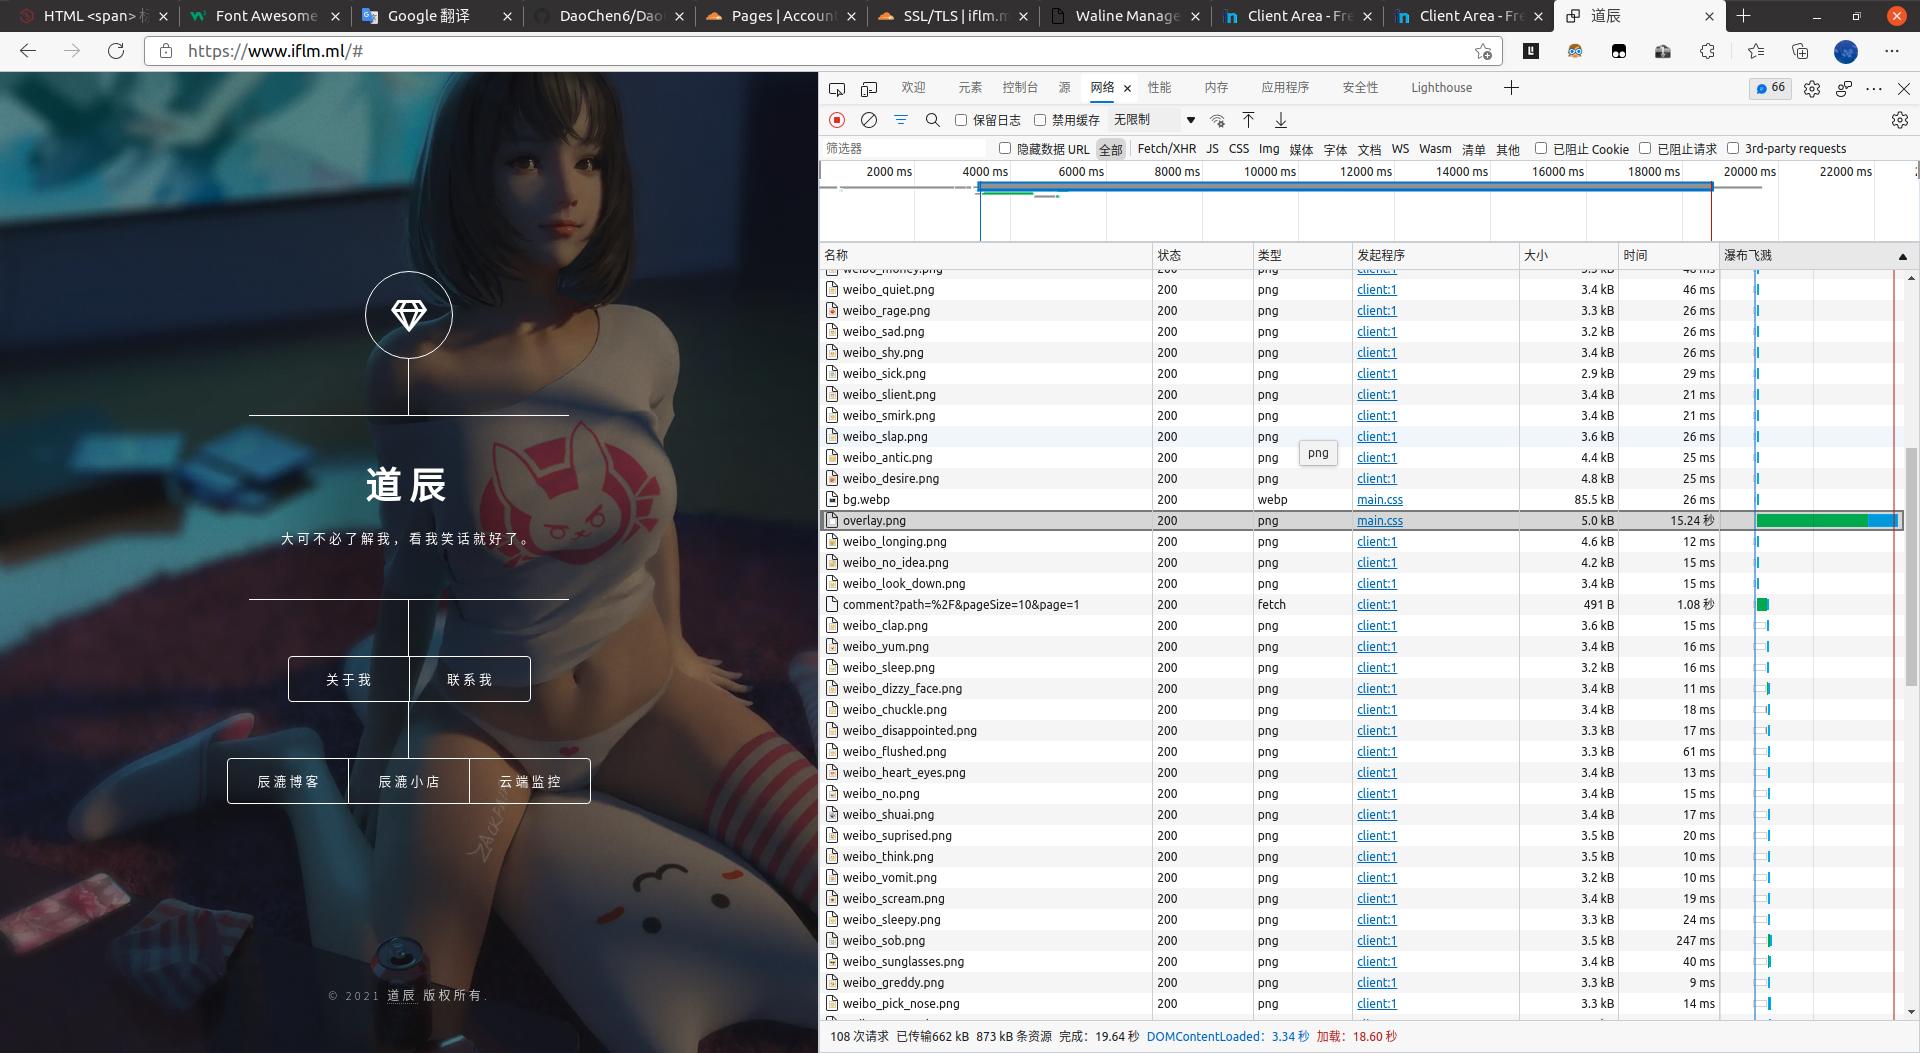 HTML <span> 标
Font Awesome
Google 翻译
DaoChen6/Dao
Pages | Account
SSL/TLS | iflm.m
Waline Manage
Client Area - Fre
Client Area - Fre
道辰
https://www.iflm.ml/#
道辰
大可不必了解我，看我笑话就好了。
关于我 联系我
辰漉博客 辰漉小店 云端监控
© 2021 道辰 版权所有.
欢迎 元素 控制台 源 网络 性能 内存 应用程序 安全性 Lighthouse 66
保留日志 禁用缓存 无限制
筛选器 隐藏数据 URL 全部 Fetch/XHR JS CSS Img 媒体 字体 文档 WS Wasm 清单 其他 已阻止 Cookie 已阻止请求 3rd-party requests
2000 ms 4000 ms 6000 ms 8000 ms 10000 ms 12000 ms 14000 ms 16000 ms 18000 ms 20000 ms 22000 ms
名称 状态 类型 发起程序 大小 时间 瀑布飞溅
weibo_money.png 200 png client:1 3.3 kB 48 ms
weibo_quiet.png 200 png client:1 3.4 kB 46 ms
weibo_rage.png 200 png client:1 3.3 kB 26 ms
weibo_sad.png 200 png client:1 3.2 kB 26 ms
weibo_shy.png 200 png client:1 3.4 kB 26 ms
weibo_sick.png 200 png client:1 2.9 kB 29 ms
weibo_slient.png 200 png client:1 3.4 kB 21 ms
weibo_smirk.png 200 png client:1 3.4 kB 21 ms
weibo_slap.png 200 png client:1 3.6 kB 26 ms
weibo_antic.png 200 png client:1 4.4 kB 25 ms
png
weibo_desire.png 200 png client:1 4.8 kB 25 ms
bg.webp 200 webp main.css 85.5 kB 26 ms
overlay.png 200 png main.css 5.0 kB 15.24 秒
weibo_longing.png 200 png client:1 4.6 kB 12 ms
weibo_no_idea.png 200 png client:1 4.2 kB 15 ms
weibo_look_down.png 200 png client:1 3.4 kB 15 ms
comment?path=%2F&pageSize=10&page=1 200 fetch client:1 491 B 1.08 秒
weibo_clap.png 200 png client:1 3.6 kB 15 ms
weibo_yum.png 200 png client:1 3.4 kB 16 ms
weibo_sleep.png 200 png client:1 3.2 kB 16 ms
weibo_dizzy_face.png 200 png client:1 3.4 kB 11 ms
weibo_chuckle.png 200 png client:1 3.4 kB 18 ms
weibo_disappointed.png 200 png client:1 3.3 kB 17 ms
weibo_flushed.png 200 png client:1 3.3 kB 61 ms
weibo_heart_eyes.png 200 png client:1 3.4 kB 13 ms
weibo_no.png 200 png client:1 3.4 kB 15 ms
weibo_shuai.png 200 png client:1 3.4 kB 17 ms
weibo_suprised.png 200 png client:1 3.5 kB 20 ms
weibo_think.png 200 png client:1 3.5 kB 10 ms
weibo_vomit.png 200 png client:1 3.2 kB 10 ms
weibo_scream.png 200 png client:1 3.4 kB 19 ms
weibo_sleepy.png 200 png client:1 3.3 kB 24 ms
weibo_sob.png 200 png client:1 3.5 kB 247 ms
weibo_sunglasses.png 200 png client:1 3.4 kB 40 ms
weibo_greddy.png 200 png client:1 3.3 kB 9 ms
weibo_pick_nose.png 200 png client:1 3.3 kB 14 ms
108 次请求 已传输662 kB 873 kB 条资源 完成：19.64 秒 DOMContentLoaded：3.34 秒 加载：18.60 秒